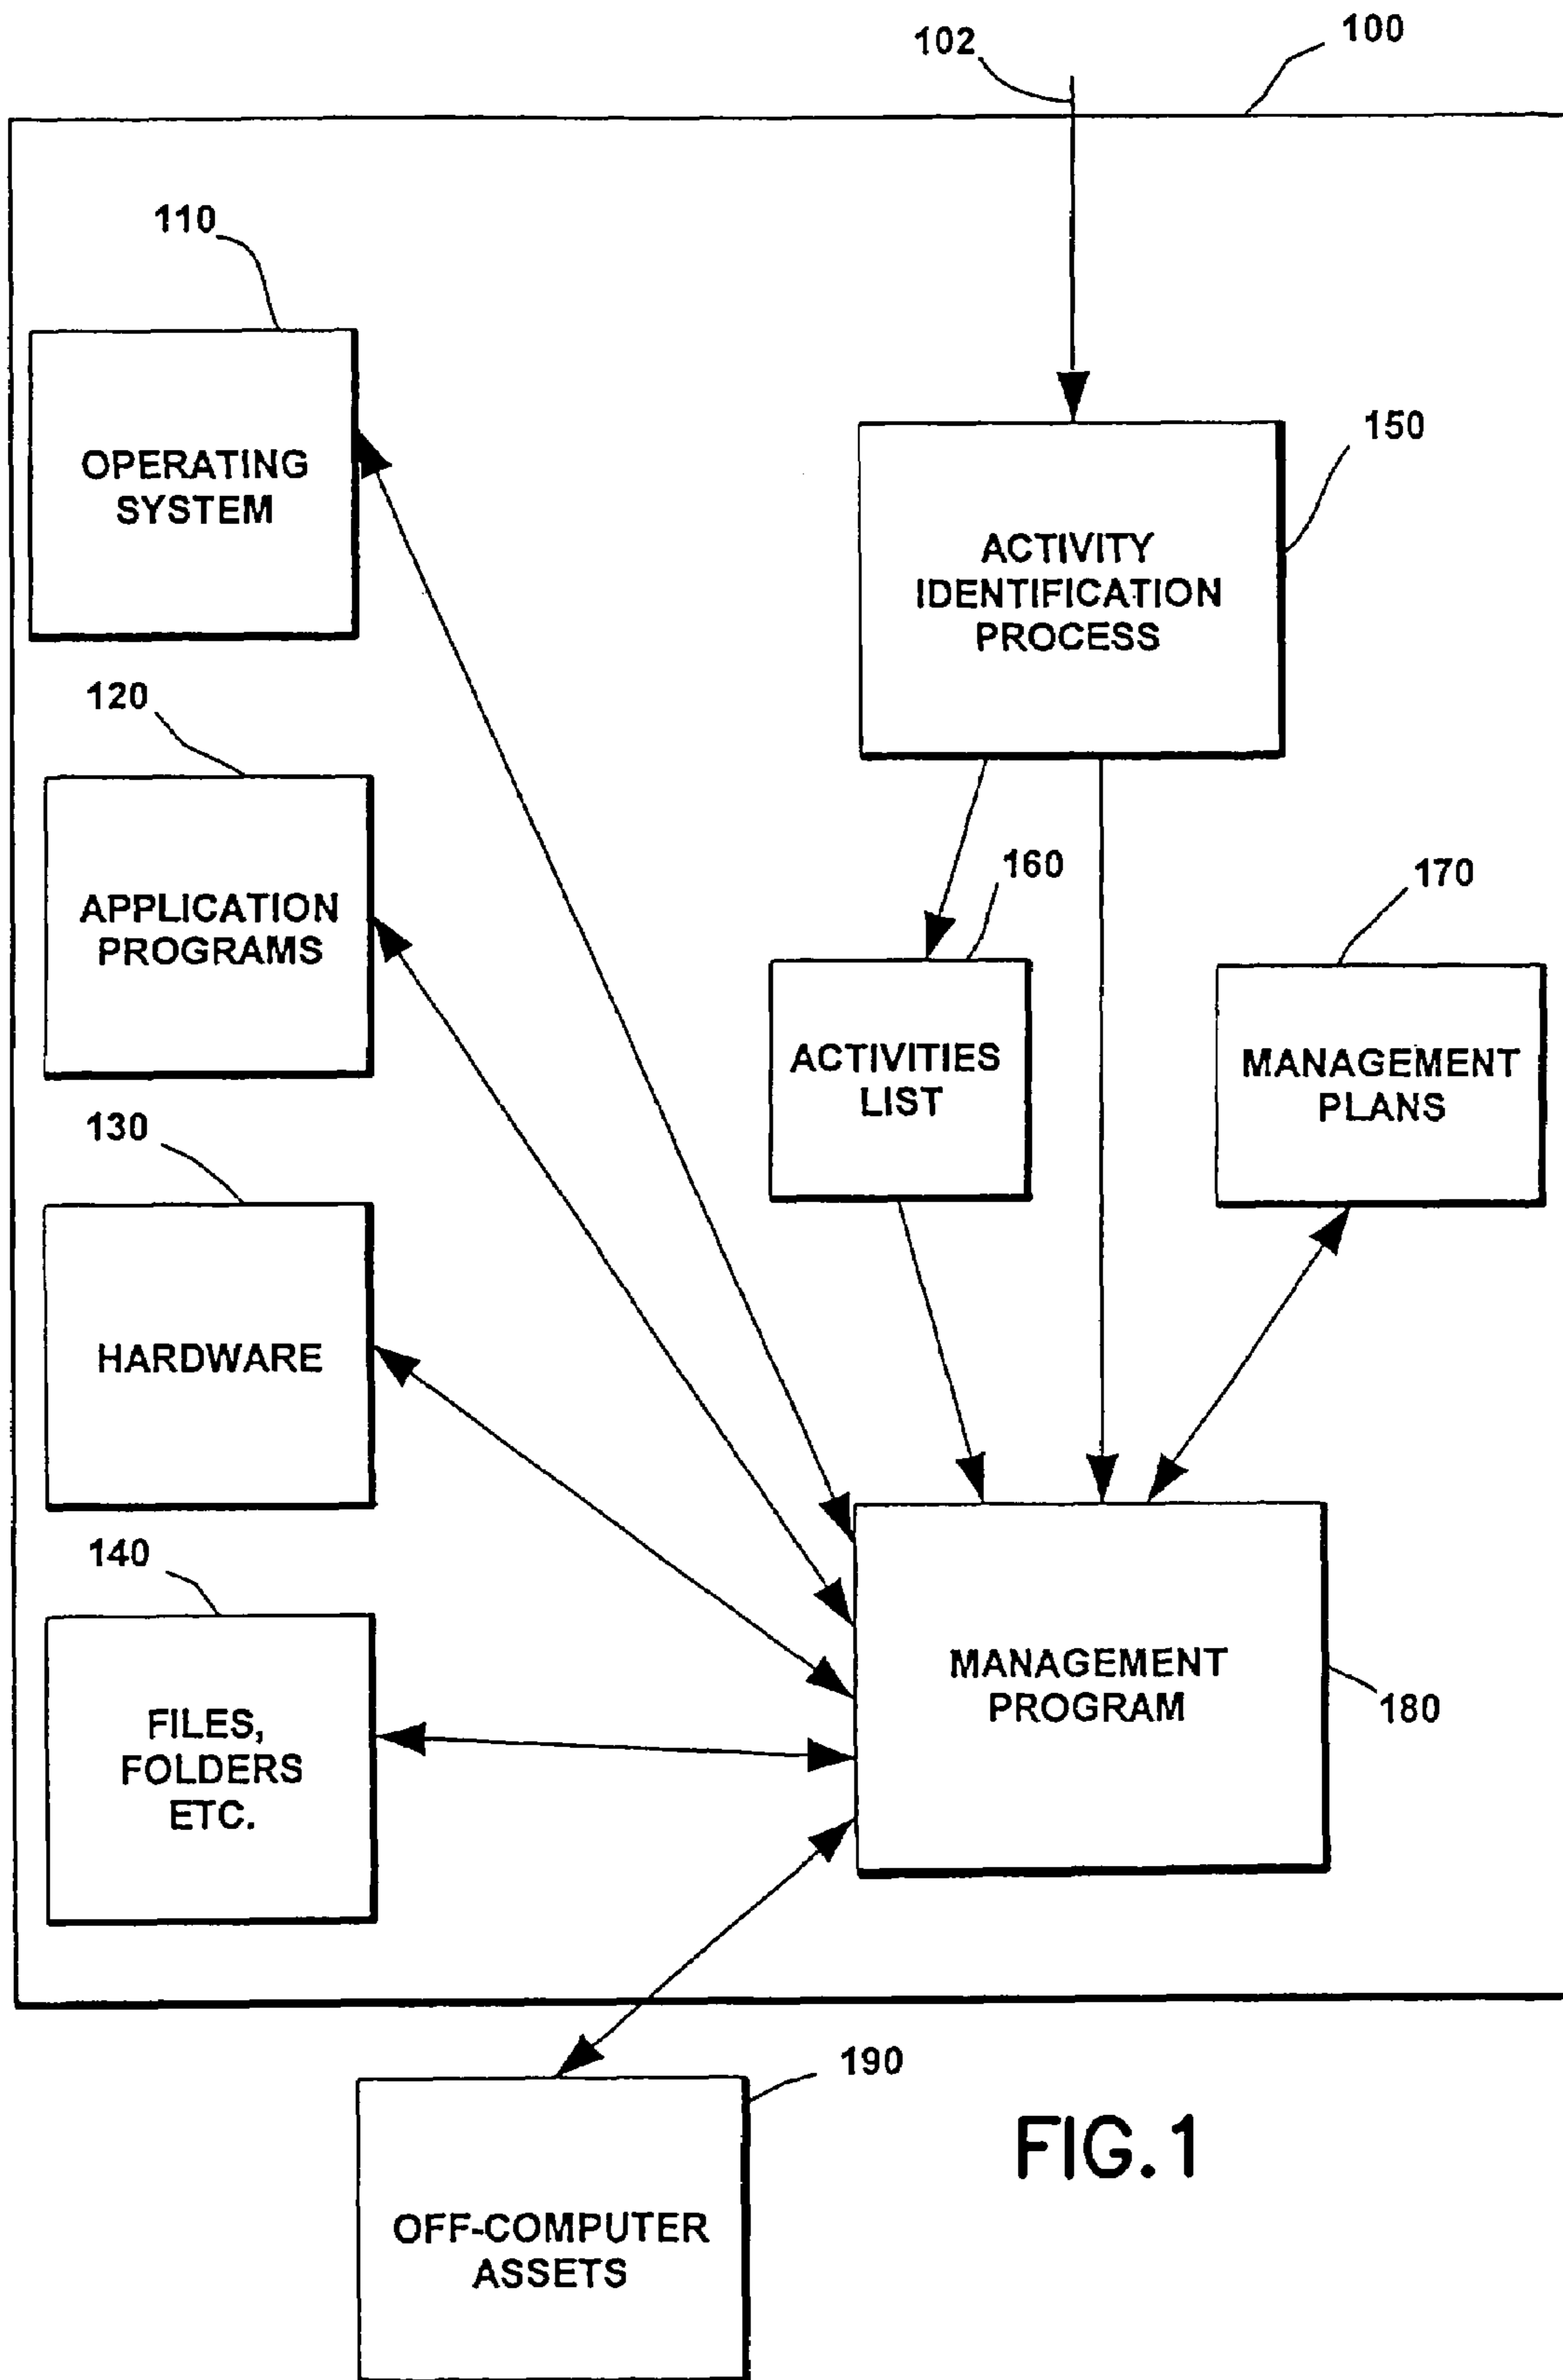 102
100
110
OPERATING
SYSTEM
150
ACTIVITY
IDENTIFICATION
PROCESS
120
APPLICATION
PROGRAMS
160
ACTIVITIES
LIST
170
MANAGEMENT
PLANS
130
HARDWARE
140
FILES,
FOLDERS
ETC.
MANAGEMENT
PROGRAM
180
190
OFF-COMPUTER
ASSETS
FIG.1